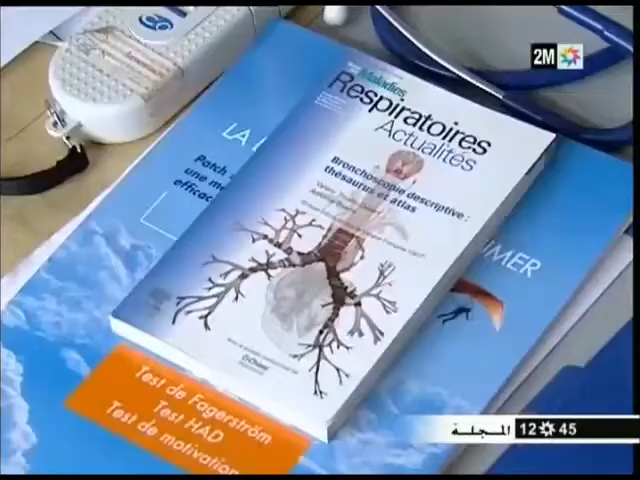 2M
Maladies
Respiratoires
Actualités
Bronchoscopie descriptive :
thésaurus et atlas
LA
Patch
une
efficac
UMER
Test de Fagerström
Test HAD
Test de motivation
المجلة
12 45